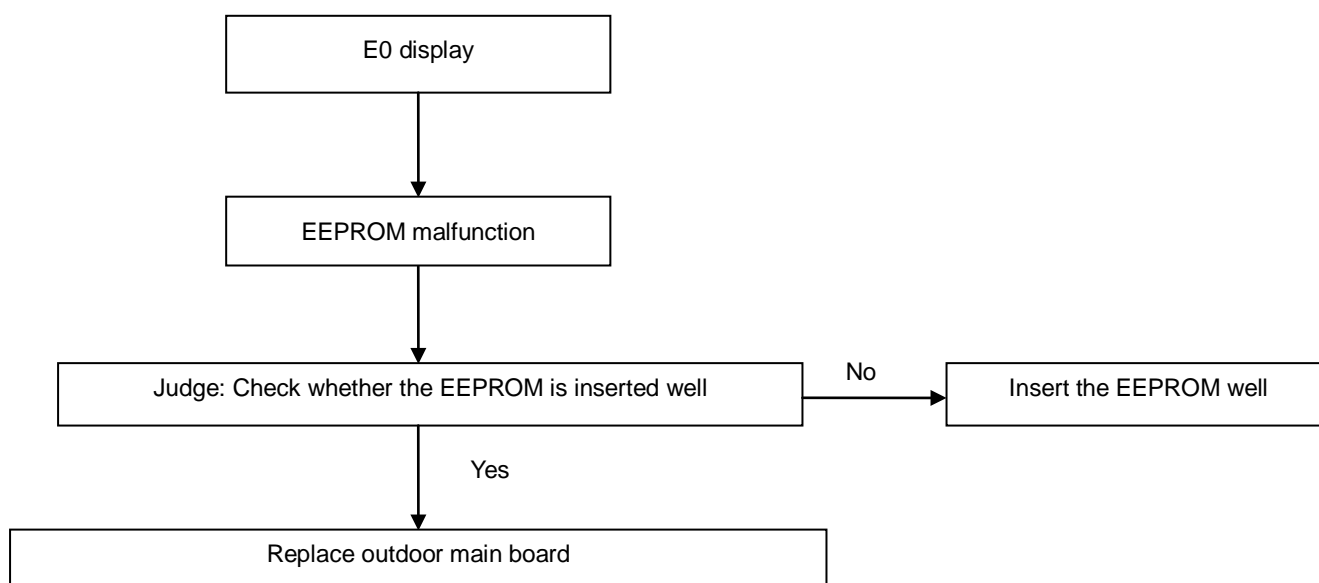 E0 display
EEPROM malfunction
Judge: Check whether the EEPROM is inserted well
No
Insert the EEPROM well
Yes
Replace outdoor main board